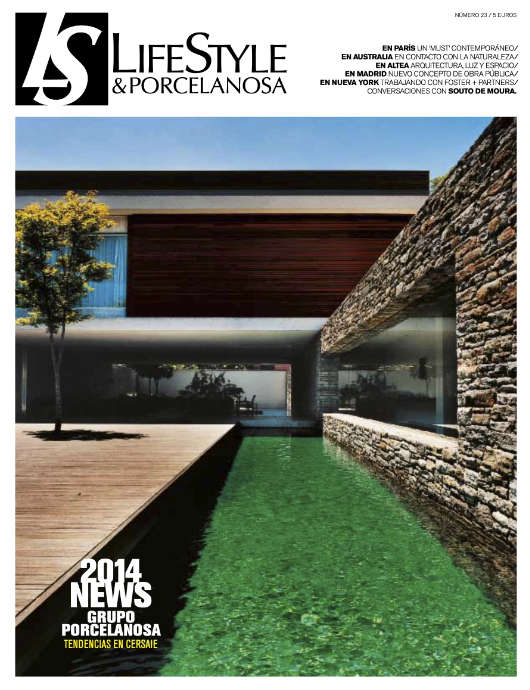 NÚMERO 23 / 5 EUROS
LS
LIFESTYLE
&PORCELANOSA
EN PARÍS UN 'MUST' CONTEMPORÁNEO/
EN AUSTRALIA EN CONTACTO CON LA NATURALEZA/
EN ALTEA ARQUITECTURA, LUZ Y ESPACIO/
EN MADRID NUEVO CONCEPTO DE OBRA PÚBLICA/
EN NUEVA YORK TRABAJANDO CON FOSTER + PARTNERS/
CONVERSACIONES CON SOUTO DE MOURA.
2014
NEWS
GRUPO
PORCELANOSA
TENDENCIAS EN CERSAIE